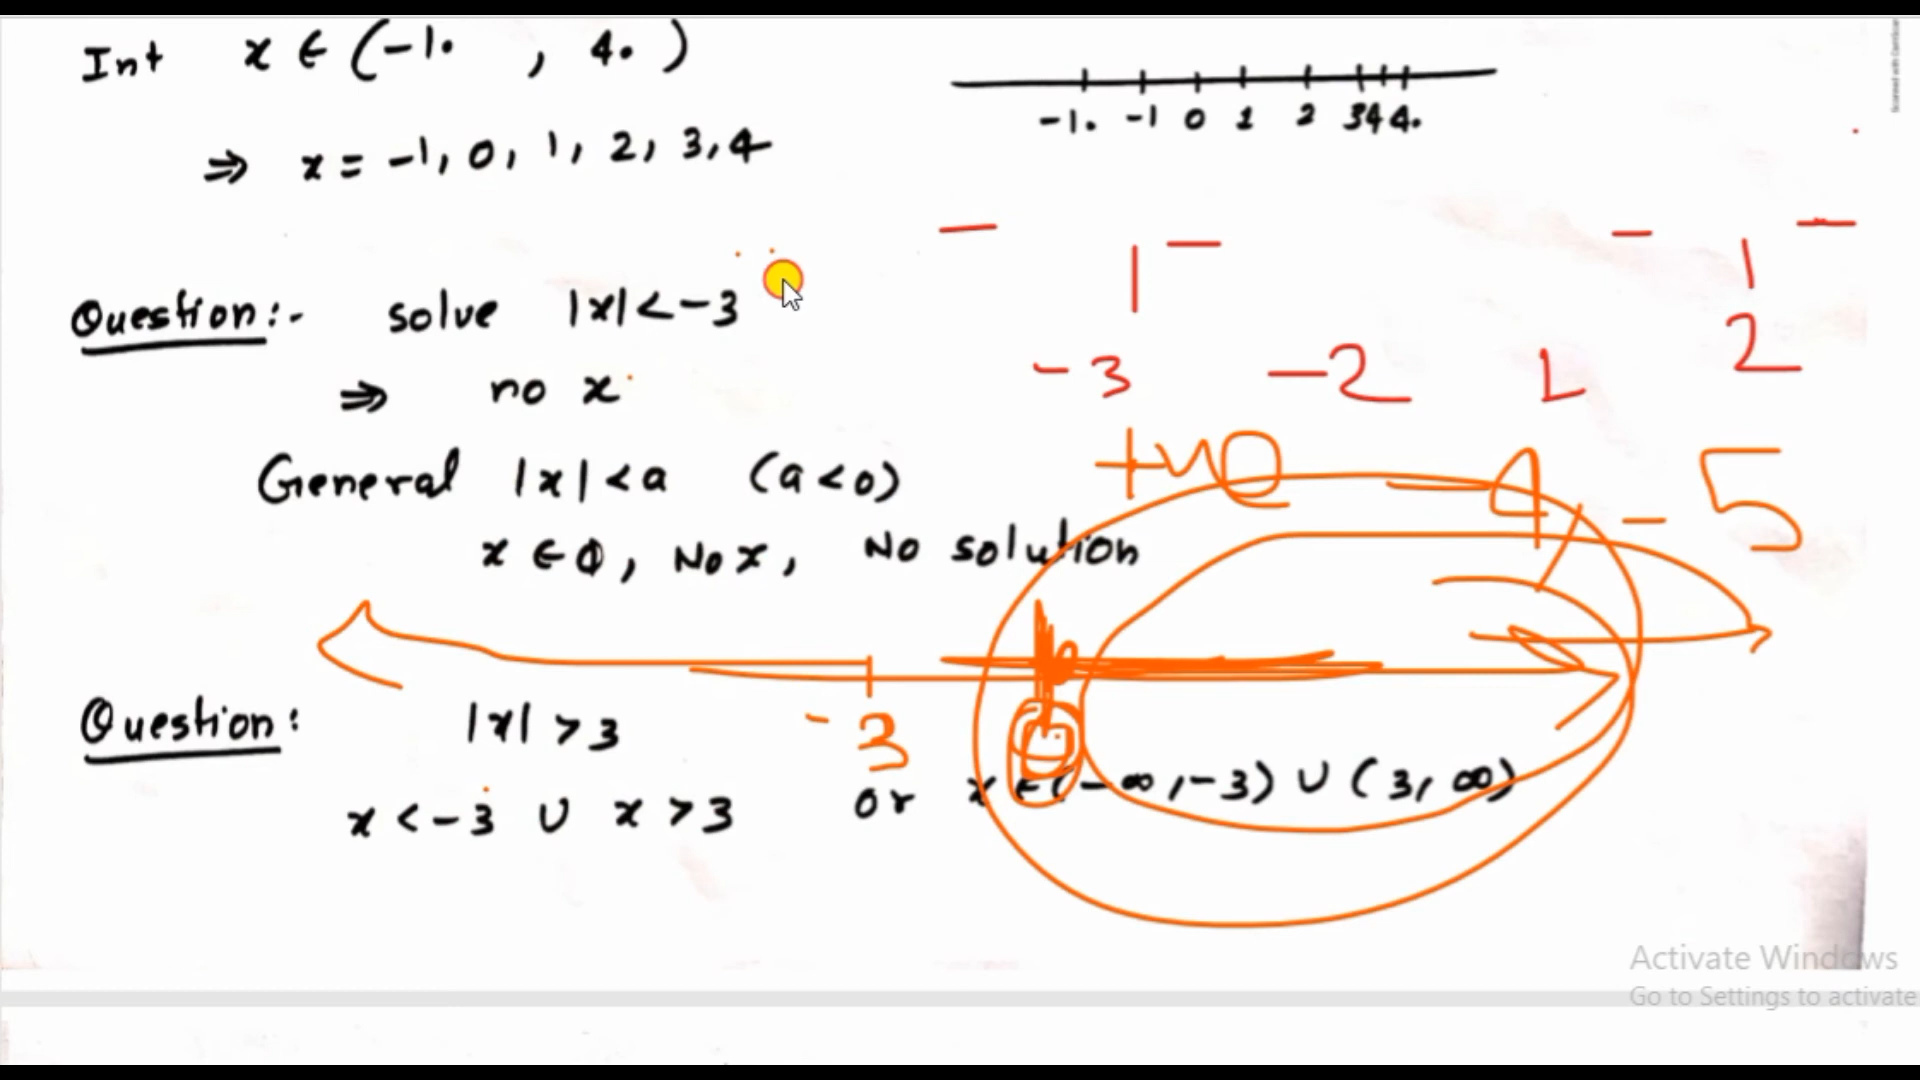 Int x ∈ (-1. , 4. )
-1. -1 0 1 2 3 4 4.
⇒ x = -1, 0, 1, 2, 3, 4
Question:- solve |x| < -3
-3 -2 1 2
⇒ no x
General |x| < a (a < 0)
+ve -4, -5
x ∈ ϕ, No x, No solution
-3 0
Question: |x| > 3
x < -3 ∪ x > 3 or x ∈ (-∞, -3) ∪ (3, ∞)
Activate Windows
Go to Settings to activate